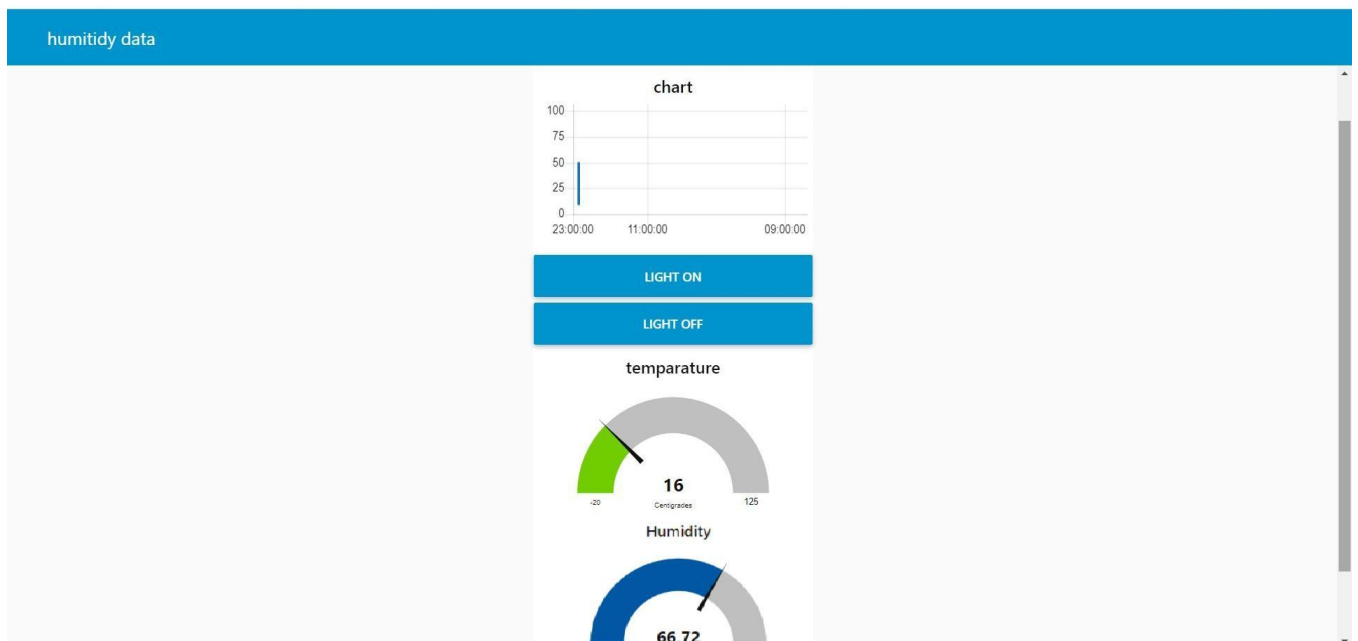 humitidy data
chart
100
75
50
25
0
23:00:00 11:00:00 09:00:00
LIGHT ON
LIGHT OFF
temparature
16
-20 Centigrades 125
Humidity
66.72